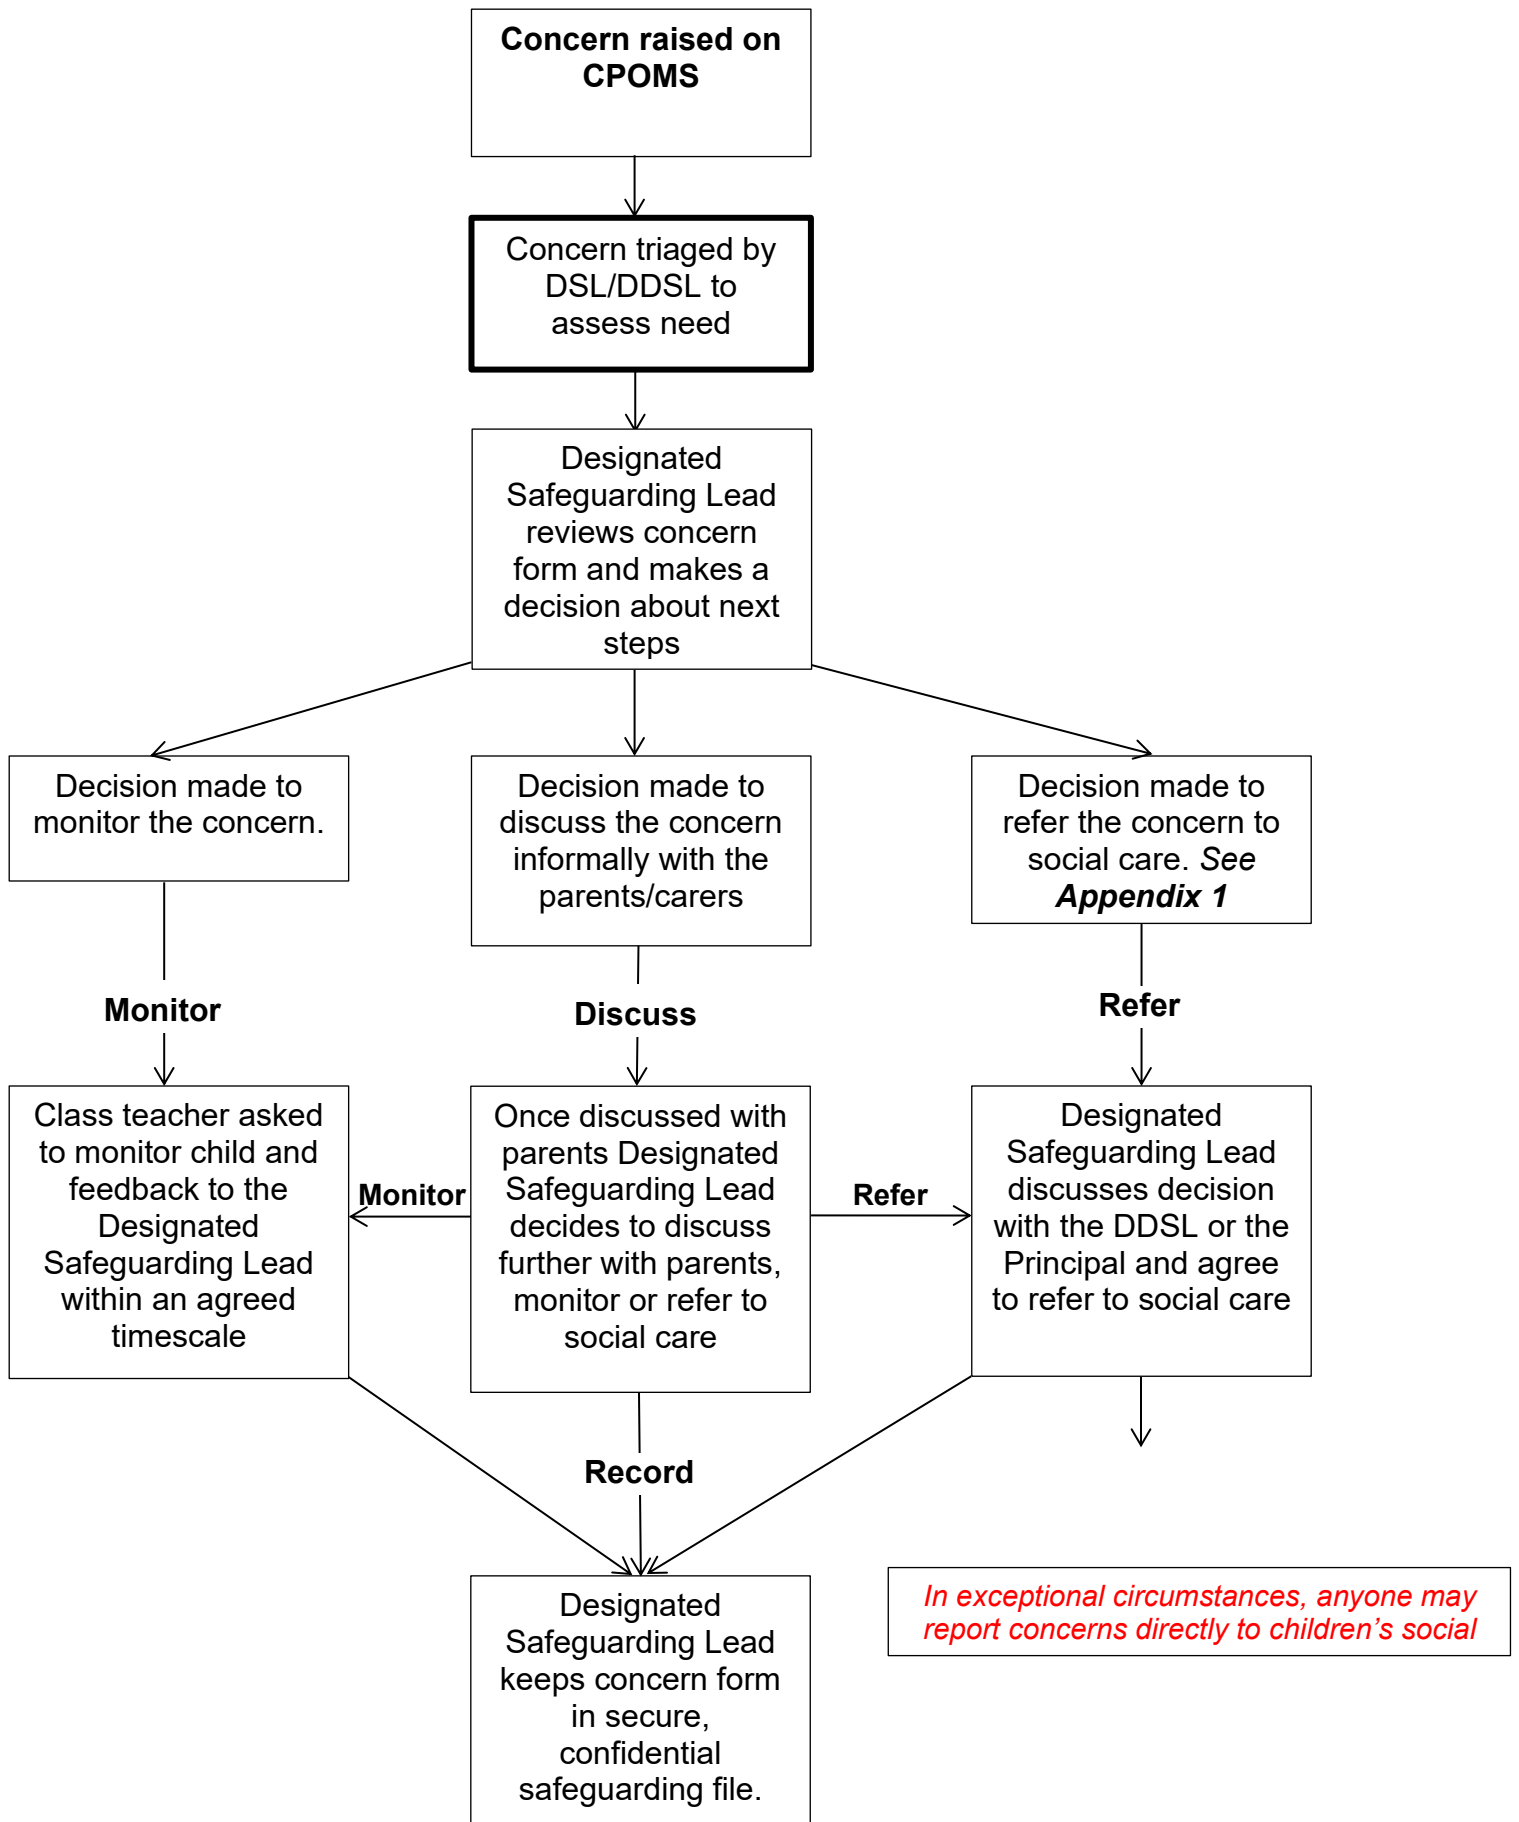 Concern raised on
CPOMS
Concern triaged by
DSL/DDSL to
assess need
Designated
Safeguarding Lead
reviews concern
form and makes a
decision about next
steps
Decision made to
monitor the concern.
Decision made to
discuss the concern
informally with the
parents/carers
Decision made to
refer the concern to
social care. See
Appendix 1
Monitor
Discuss
Refer
Class teacher asked
to monitor child and
feedback to the
Designated
Safeguarding Lead
within an agreed
timescale
Monitor
Once discussed with
parents Designated
Safeguarding Lead
decides to discuss
further with parents,
monitor or refer to
social care
Refer
Designated
Safeguarding Lead
discusses decision
with the DDSL or the
Principal and agree
to refer to social care
Record
Designated
Safeguarding Lead
keeps concern form
in secure,
confidential
safeguarding file.
In exceptional circumstances, anyone may
report concerns directly to children’s social